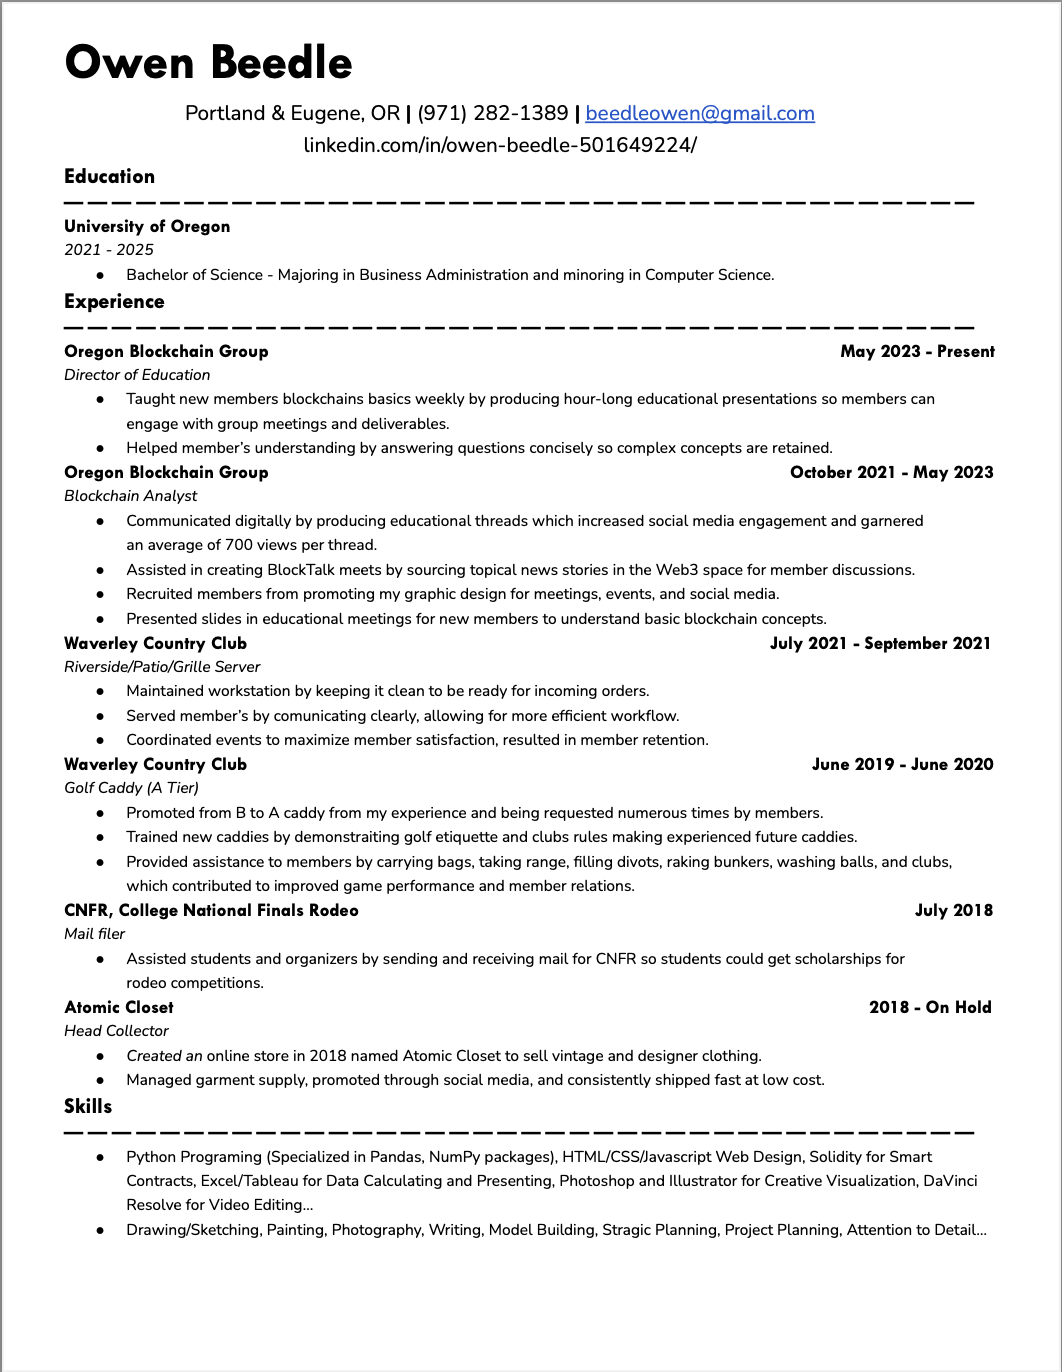 Owen Beedle
Portland & Eugene, OR | (971) 282-1389 | beedleowen@gmail.com
linkedin.com/in/owen-beedle-501649224/
Education
University of Oregon
2021 - 2025
● Bachelor of Science - Majoring in Business Administration and minoring in Computer Science.
Experience
Oregon Blockchain Group May 2023 - Present
Director of Education
● Taught new members blockchains basics weekly by producing hour-long educational presentations so members can
engage with group meetings and deliverables.
● Helped member's understanding by answering questions concisely so complex concepts are retained.
Oregon Blockchain Group October 2021 - May 2023
Blockchain Analyst
● Communicated digitally by producing educational threads which increased social media engagement and garnered
an average of 700 views per thread.
● Assisted in creating BlockTalk meets by sourcing topical news stories in the Web3 space for member discussions.
● Recruited members from promoting my graphic design for meetings, events, and social media.
● Presented slides in educational meetings for new members to understand basic blockchain concepts.
Waverley Country Club July 2021 - September 2021
Riverside/Patio/Grille Server
● Maintained workstation by keeping it clean to be ready for incoming orders.
● Served member's by comunicating clearly, allowing for more efficient workflow.
● Coordinated events to maximize member satisfaction, resulted in member retention.
Waverley Country Club June 2019 - June 2020
Golf Caddy (A Tier)
● Promoted from B to A caddy from my experience and being requested numerous times by members.
● Trained new caddies by demonstraiting golf etiquette and clubs rules making experienced future caddies.
● Provided assistance to members by carrying bags, taking range, filling divots, raking bunkers, washing balls, and clubs,
which contributed to improved game performance and member relations.
CNFR, College National Finals Rodeo July 2018
Mail filer
● Assisted students and organizers by sending and receiving mail for CNFR so students could get scholarships for
rodeo competitions.
Atomic Closet 2018 - On Hold
Head Collector
● Created an online store in 2018 named Atomic Closet to sell vintage and designer clothing.
● Managed garment supply, promoted through social media, and consistently shipped fast at low cost.
Skills
● Python Programing (Specialized in Pandas, NumPy packages), HTML/CSS/Javascript Web Design, Solidity for Smart
Contracts, Excel/Tableau for Data Calculating and Presenting, Photoshop and Illustrator for Creative Visualization, DaVinci
Resolve for Video Editing...
● Drawing/Sketching, Painting, Photography, Writing, Model Building, Stragic Planning, Project Planning, Attention to Detail...